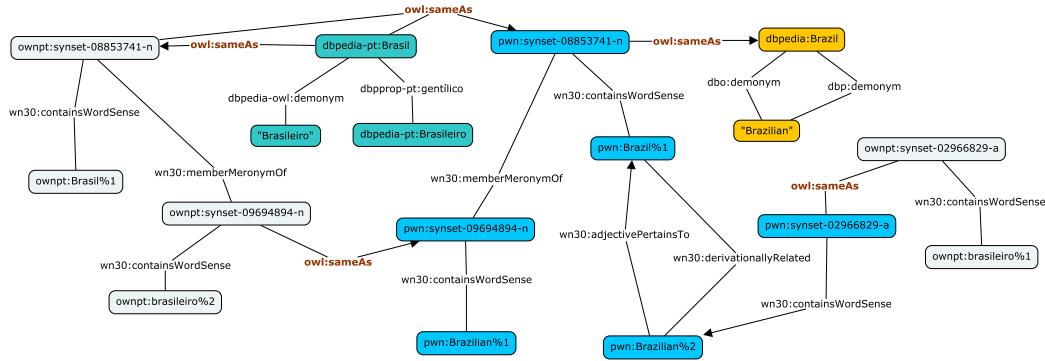 owl:sameAs
ownpt:synset-08853741-n
owl:sameAs
dbpedia-pt:Brasil
pwn:synset-08853741-n
owl:sameAs
dbpedia:Brazil
dbpedia-owl:demonym
dbpprop-pt:gentílico
wn30:containsWordSense
dbo:demonym
dbp:demonym
wn30:containsWordSense
"Brasileiro"
dbpedia-pt:Brasileiro
"Brazilian"
pwn:Brazil%1
ownpt:synset-02966829-a
wn30:memberMeronymOf
wn30:memberMeronymOf
ownpt:Brasil%1
owl:sameAs
wn30:containsWordSense
ownpt:synset-09694894-n
pwn:synset-09694894-n
wn30:adjectivePertainsTo
pwn:synset-02966829-a
wn30:containsWordSense
owl:sameAs
wn30:derivationallyRelated
ownpt:brasileiro%1
wn30:containsWordSense
ownpt:brasileiro%2
wn30:containsWordSense
pwn:Brazilian%1
pwn:Brazilian%2